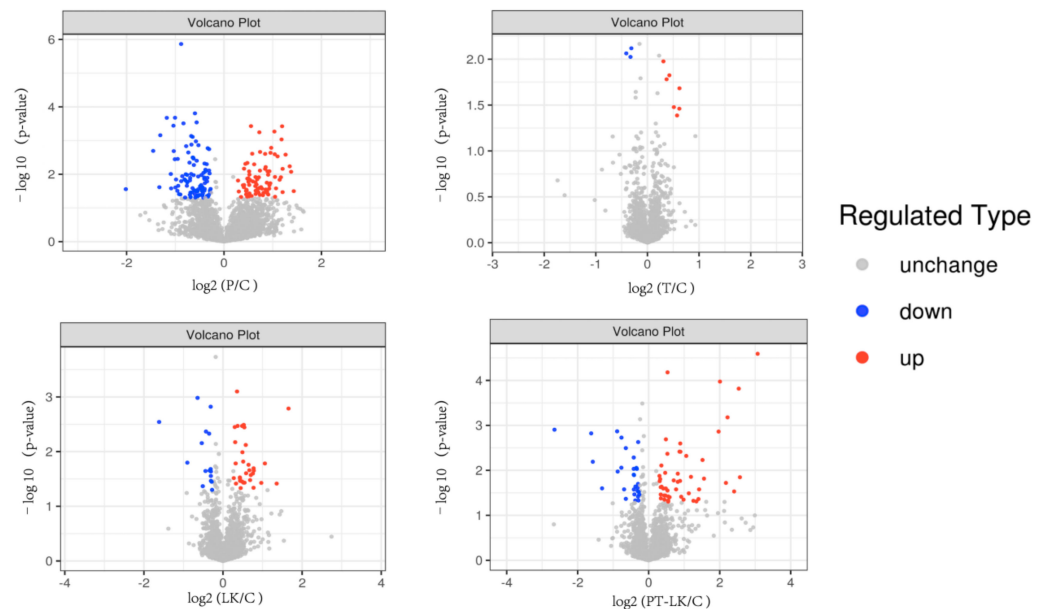 Volcano Plot
6
4
2
0
-2
0
2
log2 (P/C )
− log 10 （p-value）
Volcano Plot
2.0
1.5
1.0
0.5
0.0
-3
-2
-1
0
1
2
3
log2 (T/C )
− log 10 （p-value）
Regulated Type
unchange
down
up
Volcano Plot
3
2
1
0
-4
-2
0
2
4
log2 (LK/C )
− log 10 （p-value）
Volcano Plot
4
3
2
1
0
-4
-2
0
2
4
log2 (PT-LK/C )
− log 10 （p-value）